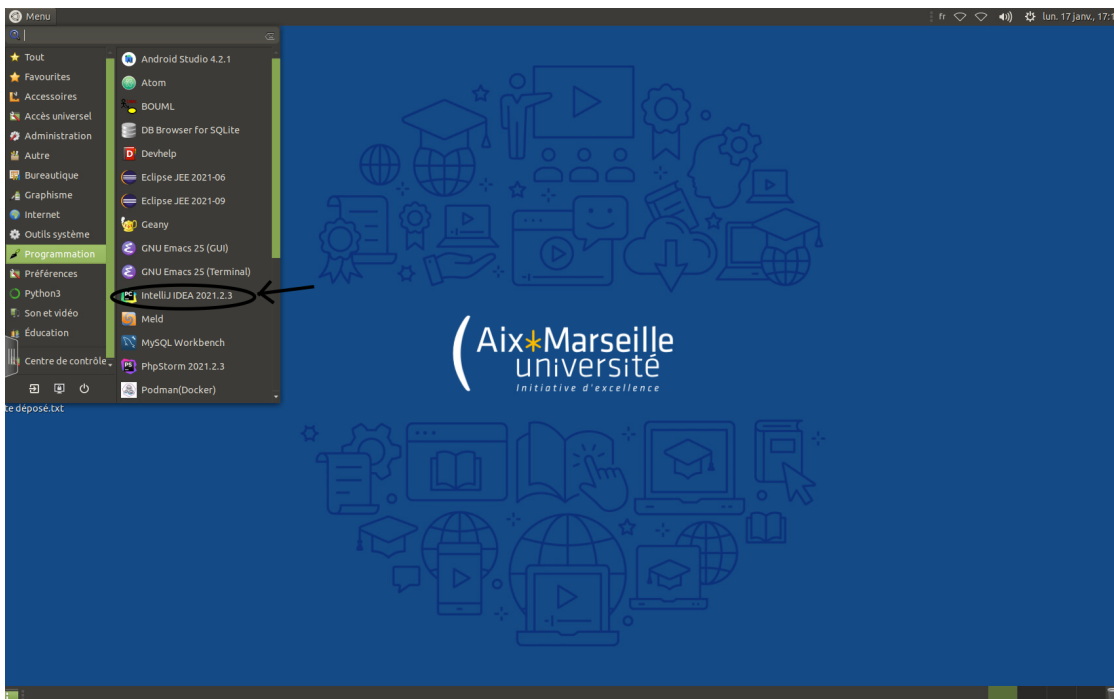 Menu
fr lun. 17 janv., 17:1
Tout
Favourites
Accessoires
Accès universel
Administration
Autre
Bureautique
Graphisme
Internet
Outils système
Programmation
Préférences
Python3
Son et vidéo
Éducation
Centre de contrôle
Android Studio 4.2.1
Atom
BOUML
DB Browser for SQLite
Devhelp
Eclipse JEE 2021-06
Eclipse JEE 2021-09
Geany
GNU Emacs 25 (GUI)
GNU Emacs 25 (Terminal)
IntelliJ IDEA 2021.2.3
Meld
MySQL Workbench
PhpStorm 2021.2.3
Podman(Docker)
te déposé.txt
Aix*Marseille
université
Initiative d'excellence